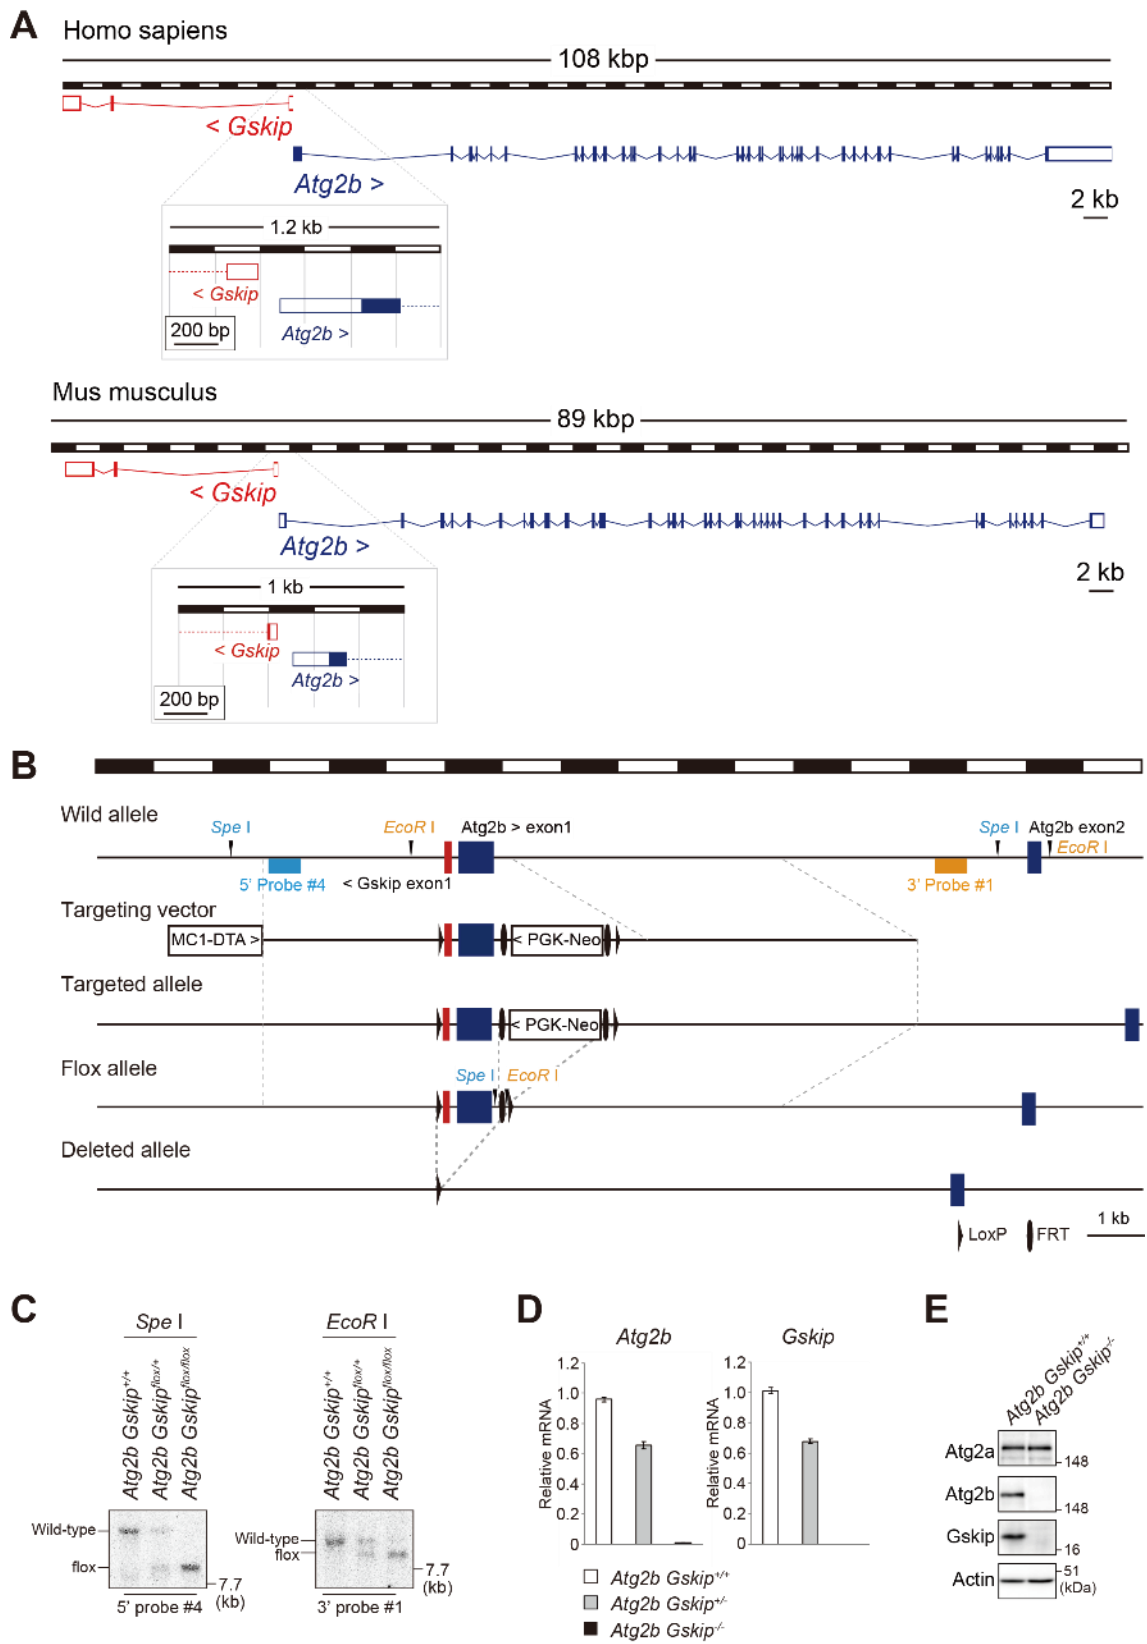 A
Homo sapiens
108 kbp
< Gskip
Atg2b >
2 kb
1.2 kb
< Gskip
200 bp
Atg2b >
Mus musculus
89 kbp
< Gskip
Atg2b >
2 kb
1 kb
< Gskip
Atg2b >
200 bp
B
Wild allele
Spe I
EcoR I
Atg2b > exon1
Spe I
Atg2b exon2
EcoR I
5' Probe #4
< Gskip exon1
3' Probe #1
Targeting vector
MC1-DTA >
< PGK-Neo
Targeted allele
< PGK-Neo
Flox allele
Spe I
EcoR I
Deleted allele
1 kb
LoxP
FRT
C
Spe I
EcoR I
Atg2b Gskip+/+
Atg2b Gskipflox/+
Atg2b Gskipflox/flox
Atg2b Gskip+/+
Atg2b Gskipflox/+
Atg2b Gskipflox/flox
Wild-type
flox
7.7
(kb)
5' probe #4
Wild-type
flox
7.7
(kb)
3' probe #1
D
Atg2b
Relative mRNA
1.2
1.0
0.8
0.6
0.4
0.2
0
Gskip
Relative mRNA
1.2
1.0
0.8
0.6
0.4
0.2
0
Atg2b Gskip+/+
Atg2b Gskip+/-
Atg2b Gskip-/-
E
Atg2b Gskip+/+
Atg2b Gskip-/-
Atg2a
148
Atg2b
148
Gskip
16
Actin
51
(kDa)